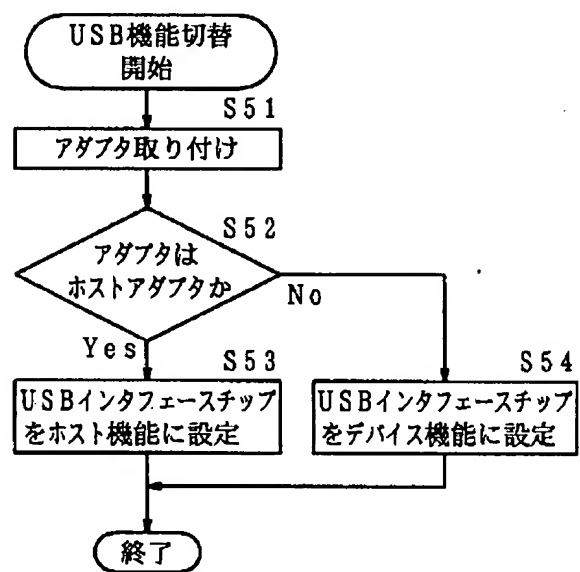 USB機能切替
開始
S51
アダプタ取り付け
S52
アダプタは
ホストアダプタか
No
Yes
S53
USBインタフェースチップ
をホスト機能に設定
S54
USBインタフェースチップ
をデバイス機能に設定
終了